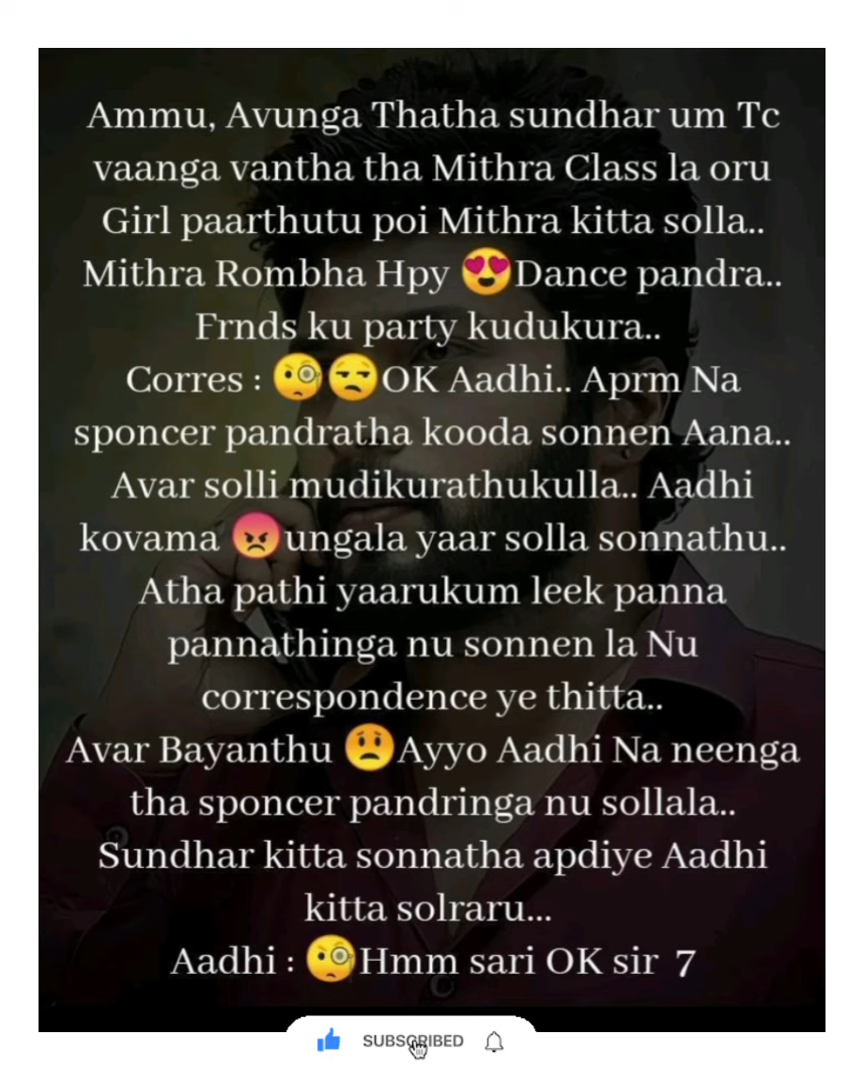 Ammu, Avunga Thatha sundhar um Tc
vaanga vantha tha Mithra Class la oru
Girl paarthutu poi Mithra kitta solla..
Mithra Rombha Hpy 😍Dance pandra..
Frnds ku party kudukura..
Corres : 🧐😒OK Aadhi.. Aprm Na
sponcer pandratha kooda sonnen Aana..
Avar solli mudikurathukulla.. Aadhi
kovama 😡ungala yaar solla sonnathu..
Atha pathi yaarukum leek panna
pannathinga nu sonnen la Nu
correspondence ye thitta..
Avar Bayanthu 😟Ayyo Aadhi Na neenga
tha sponcer pandringa nu sollala..
Sundhar kitta sonnatha apdiye Aadhi
kitta solraru...
Aadhi : 🧐Hmm sari OK sir 7
SUBSCRIBED